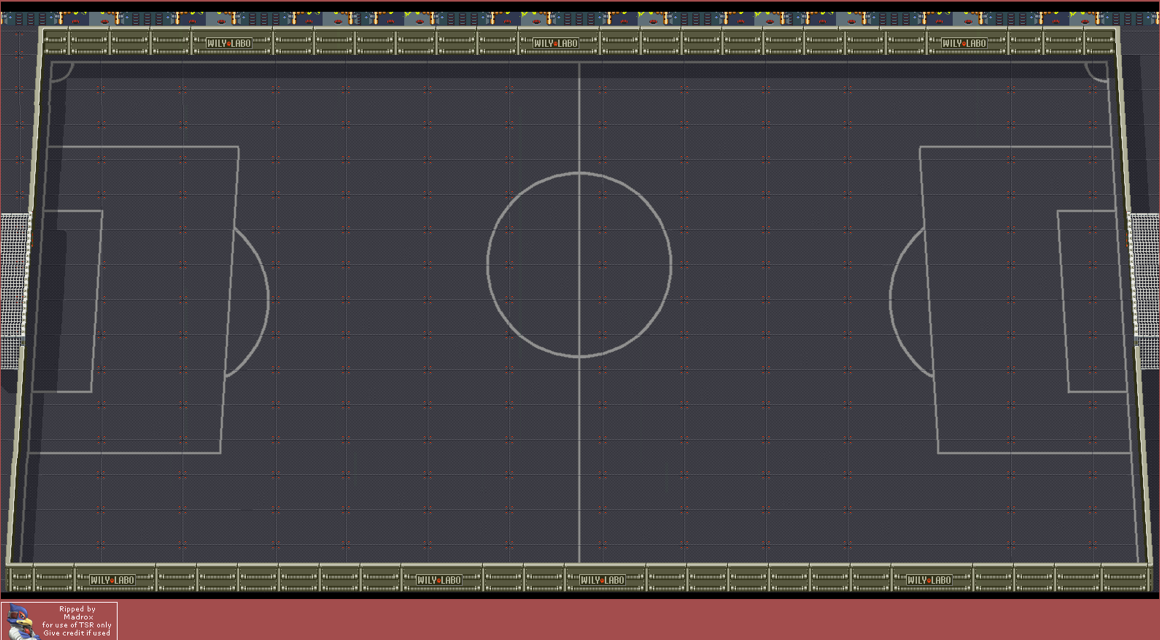 WILY LABO WILY LABO WILY LABO
WILY LABO WILY LABO WILY LABO WILY LABO
Ripped by
Madrox
for use of TSR only
Give credit if used